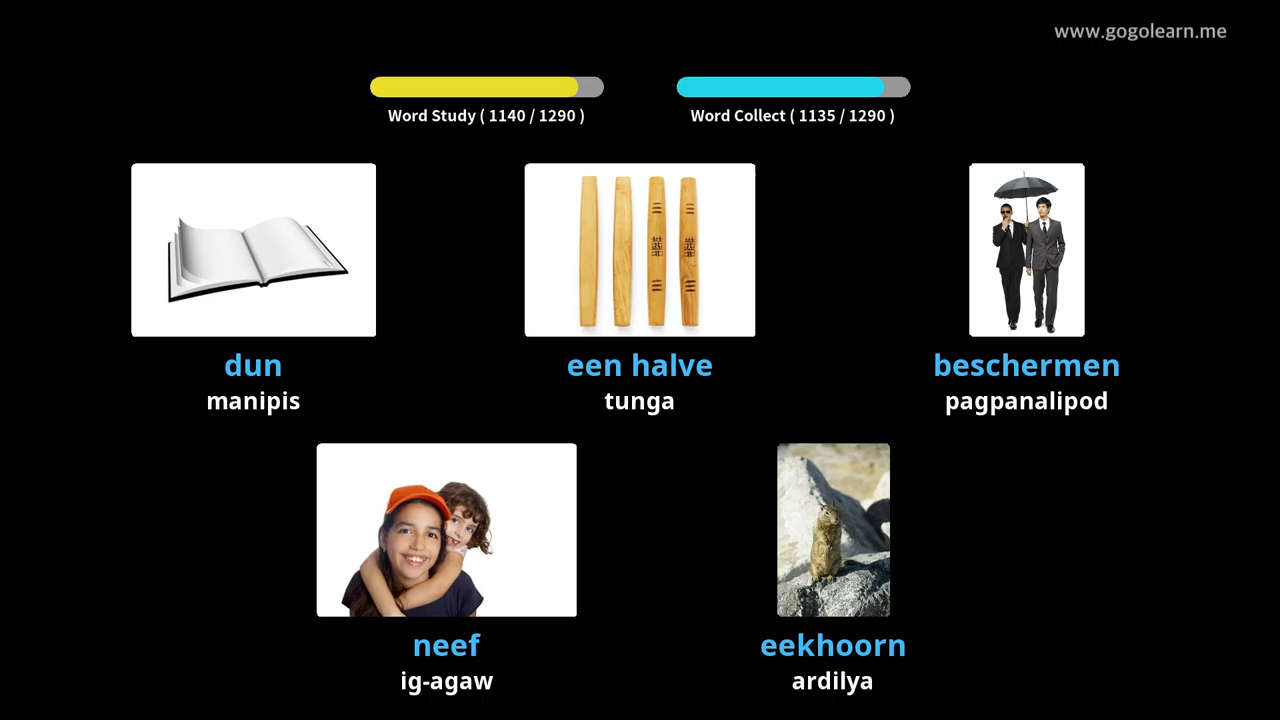 www.gogolearn.me
Word Study ( 1140 / 1290 )
Word Collect ( 1135 / 1290 )
dun
manipis
een halve
tunga
beschermen
pagpanalipod
neef
ig-agaw
eekhoorn
ardilya